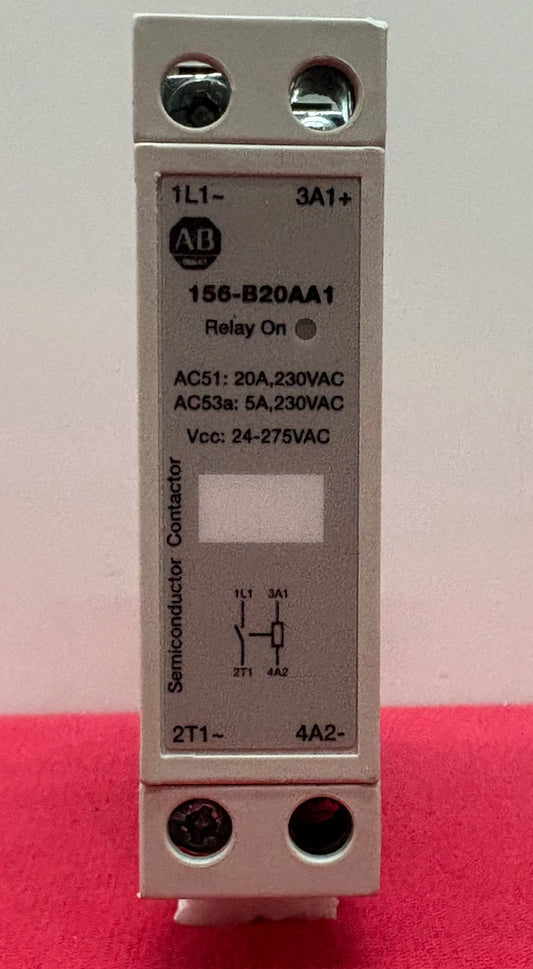 1L1~ 3A1+
AB
156-B20AA1
Relay On
AC51: 20A,230VAC
AC53a: 5A,230VAC
Vcc: 24-275VAC
Semiconductor Contactor
1L1 3A1
2T1 4A2
2T1~ 4A2-